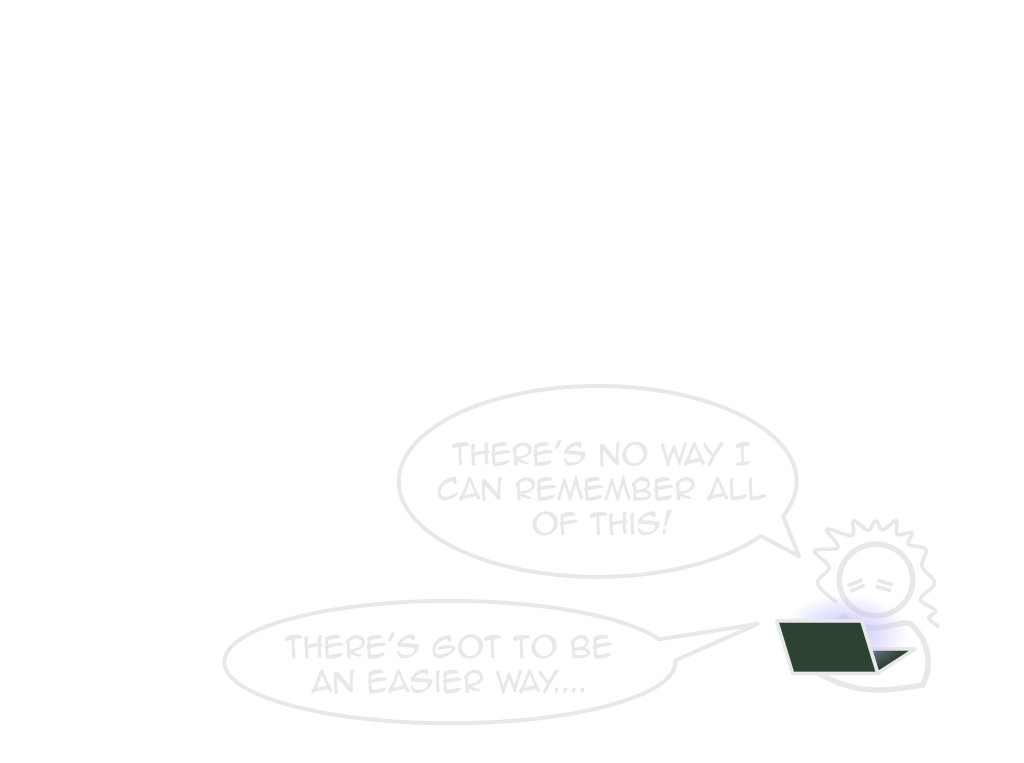 THERE'S NO WAY I
CAN REMEMBER ALL
OF THIS!
THERE'S GOT TO BE
AN EASIER WAY....